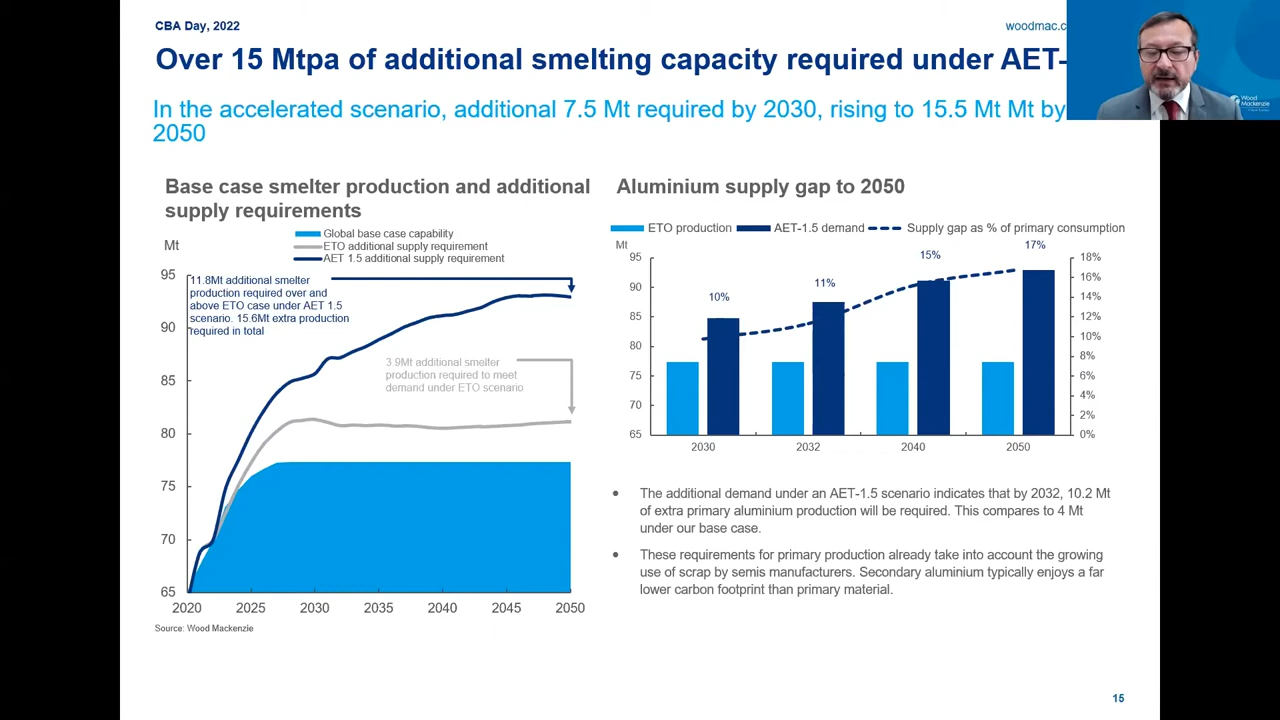 CBA Day, 2022
woodmac.c
Over 15 Mtpa of additional smelting capacity required under AET-
In the accelerated scenario, additional 7.5 Mt required by 2030, rising to 15.5 Mt Mt by
2050
Wood
Mackenzie
Base case smelter production and additional
supply requirements
Mt
Global base case capability
ETO additional supply requirement
AET 1.5 additional supply requirement
95
90
85
80
75
70
65
11.8Mt additional smelter
production required over and
above ETO case under AET 1.5
scenario. 15.6Mt extra production
required in total
3.9Mt additional smelter
production required to meet
demand under ETO scenario
2020
2025
2030
2035
2040
2045
2050
Source: Wood Mackenzie
Aluminium supply gap to 2050
ETO production
AET-1.5 demand
Supply gap as % of primary consumption
Mt
95
90
85
80
75
70
65
10%
11%
15%
17%
18%
16%
14%
12%
10%
8%
6%
4%
2%
0%
2030
2032
2040
2050
• The additional demand under an AET-1.5 scenario indicates that by 2032, 10.2 Mt
of extra primary aluminium production will be required. This compares to 4 Mt
under our base case.
• These requirements for primary production already take into account the growing
use of scrap by semis manufacturers. Secondary aluminium typically enjoys a far
lower carbon footprint than primary material.
15